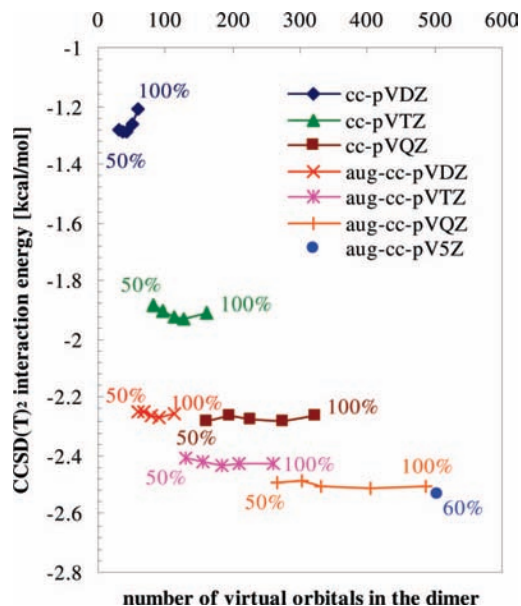 0 100 200 300 400 500 600
-1
-1.2
-1.4
-1.6
-1.8
-2
-2.2
-2.4
-2.6
-2.8
CCSD(T)2 interaction energy [kcal/mol]
number of virtual orbitals in the dimer
cc-pVDZ
cc-pVTZ
cc-pVQZ
aug-cc-pVDZ
aug-cc-pVTZ
aug-cc-pVQZ
aug-cc-pV5Z
100%
50%
50%
100%
50% 100%
100%
50%
50%
100%
100%
50%
60%